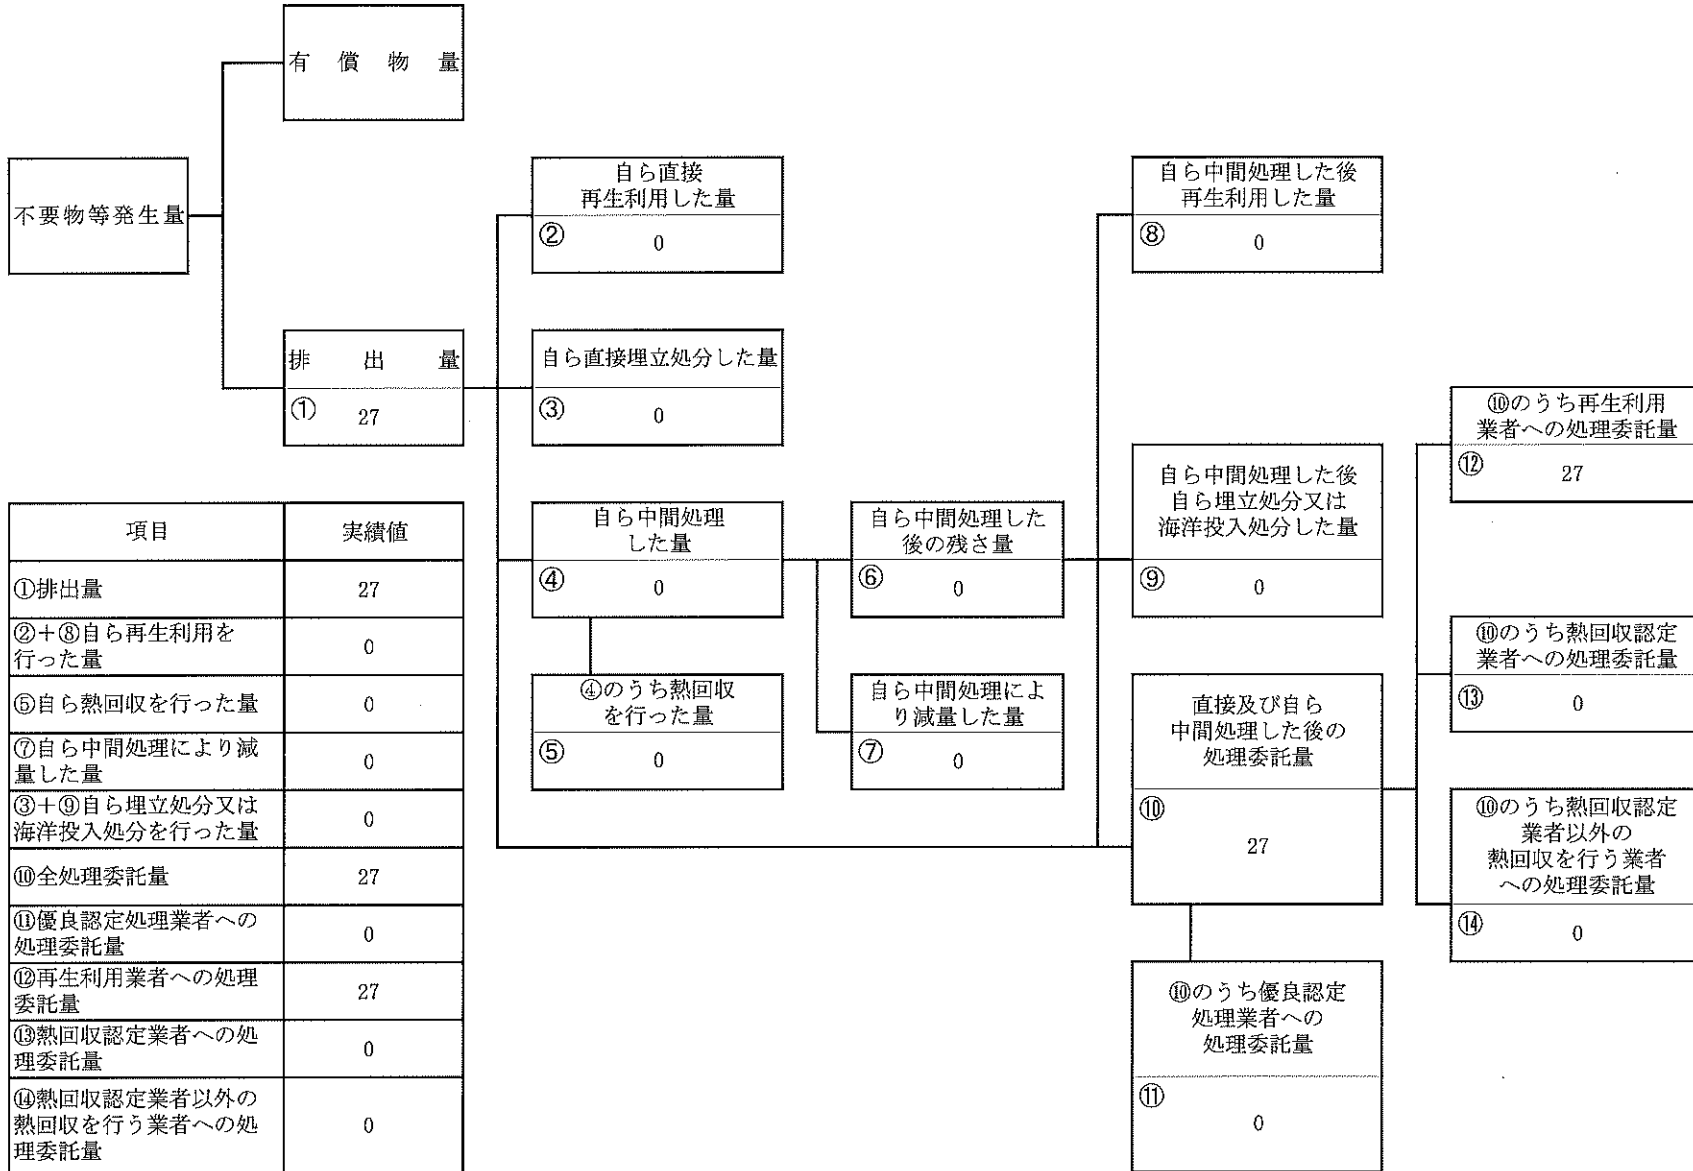 有償物量
不要物等発生量
排出量
① 27
自ら直接
再生利用した量
② 0
自ら直接埋立処分した量
③ 0
自ら中間処理
した量
④ 0
④のうち熱回収
を行った量
⑤ 0
自ら中間処理した
後の残さ量
⑥ 0
自ら中間処理によ
り減量した量
⑦ 0
自ら中間処理した後
再生利用した量
⑧ 0
自ら中間処理した後
自ら埋立処分又は
海洋投入処分した量
⑨ 0
直接及び自ら
中間処理した後の
処理委託量
⑩
27
⑩のうち優良認定
処理業者への
処理委託量
⑪
0
⑩のうち再生利用
業者への処理委託量
⑫ 27
⑩のうち熱回収認定
業者への処理委託量
⑬ 0
⑩のうち熱回収認定
業者以外の
熱回収を行う業者
への処理委託量
⑭ 0
項目 実績値
①排出量 27
②+⑧自ら再生利用を
行った量 0
⑤自ら熱回収を行った量 0
⑦自ら中間処理により減
量した量 0
③+⑨自ら埋立処分又は
海洋投入処分を行った量 0
⑩全処理委託量 27
⑪優良認定処理業者への
処理委託量 0
⑫再生利用業者への処理
委託量 27
⑬熱回収認定業者への処
理委託量 0
⑭熱回収認定業者以外の
熱回収を行う業者への処
理委託量 0